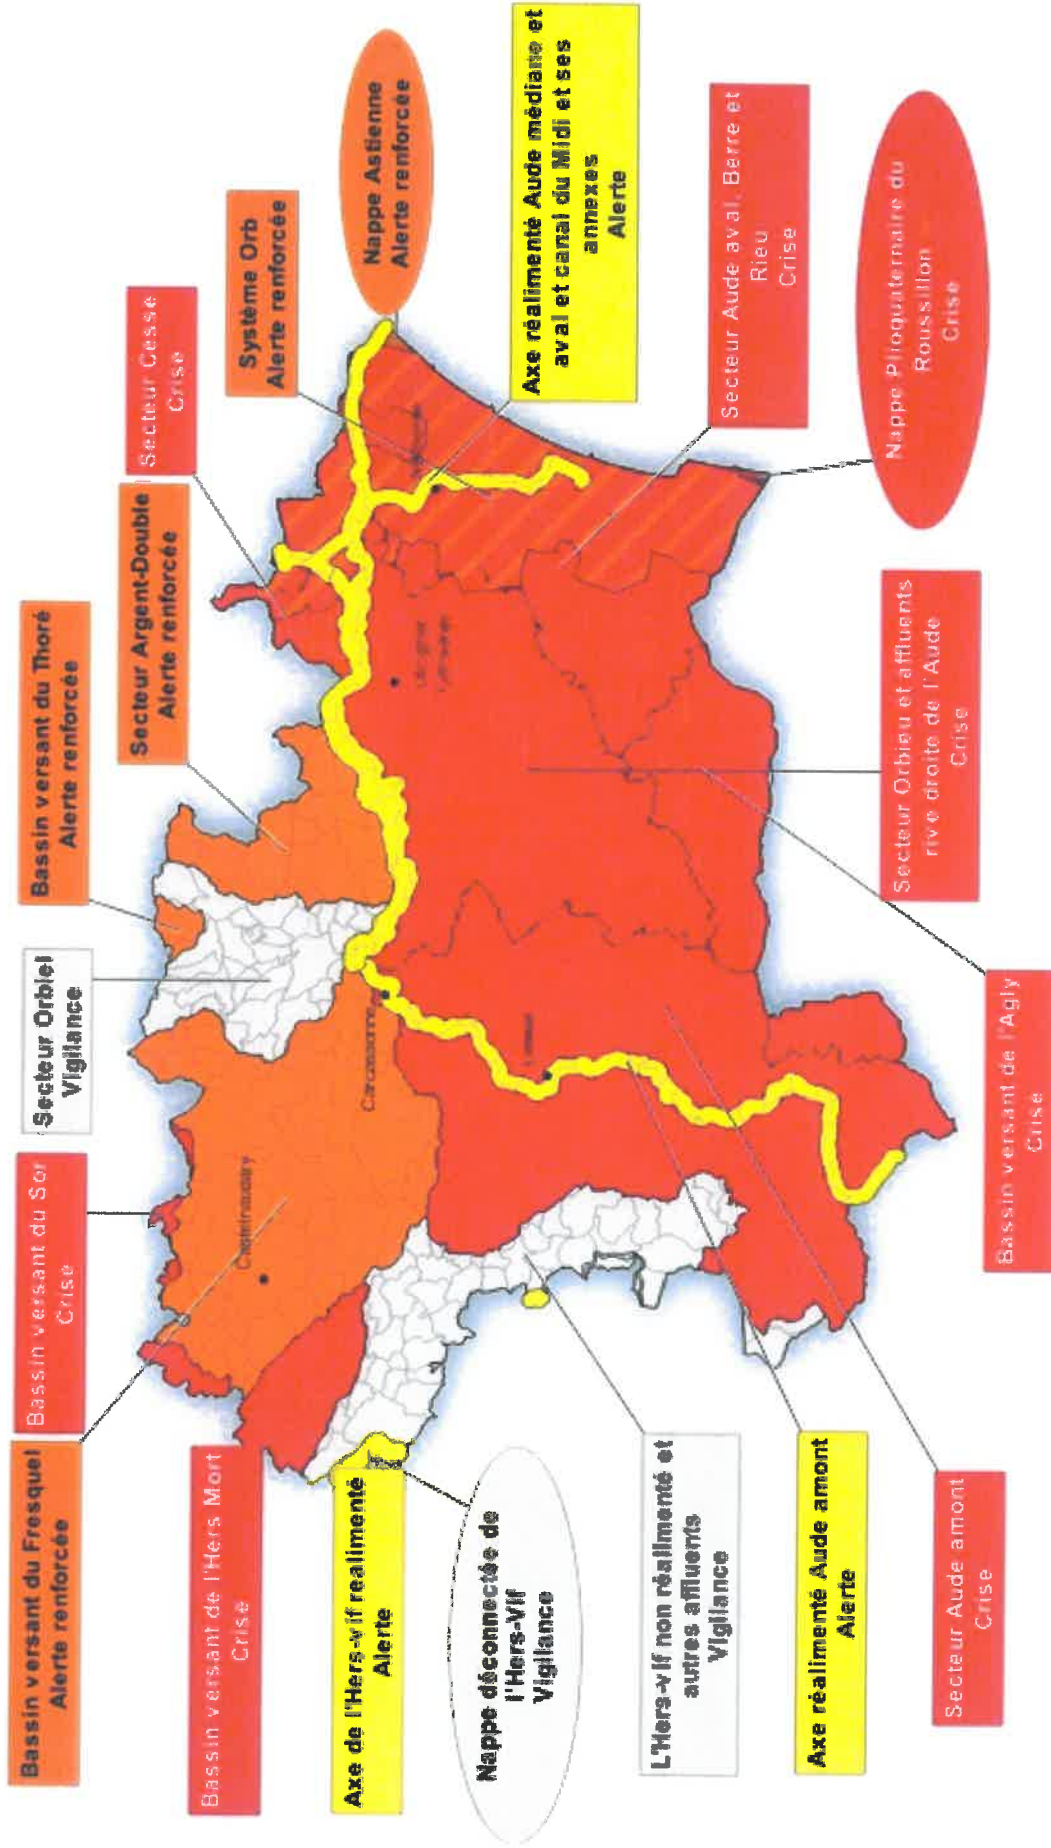 Bassin versant du Fresquel
Alerte renforcée
Bassin versant du Sor
Crise
Secteur Orbiel
Vigilance
Bassin versant du Thoré
Alerte renforcée
Secteur Argent-Double
Alerte renforcée
Secteur Cesse
Crise
Système Orb
Alerte renforcée
Nappe Astienne
Alerte renforcée
Bassin versant de l'Hers Mort
Crise
Castelnaudary
Carcassonne
Axe de l'Hers-vif realimenté
Alerte
Axe réalimenté Aude médiane et
aval et canal du Midi et ses
annexes
Alerte
Nappe déconnectée de
l'Hers-Vif
Vigilance
L'Hers-vif non réalimenté et
autres affluents
Vigilance
Secteur Aude aval, Berre et
Rieu
Crise
Axe réalimenté Aude amont
Alerte
Nappe Plioquaternaire du
Roussillon
Crise
Secteur Orbieu et affluents
rive droite de l'Aude
Crise
Secteur Aude amont
Crise
Bassin versant de l'Agly
Crise